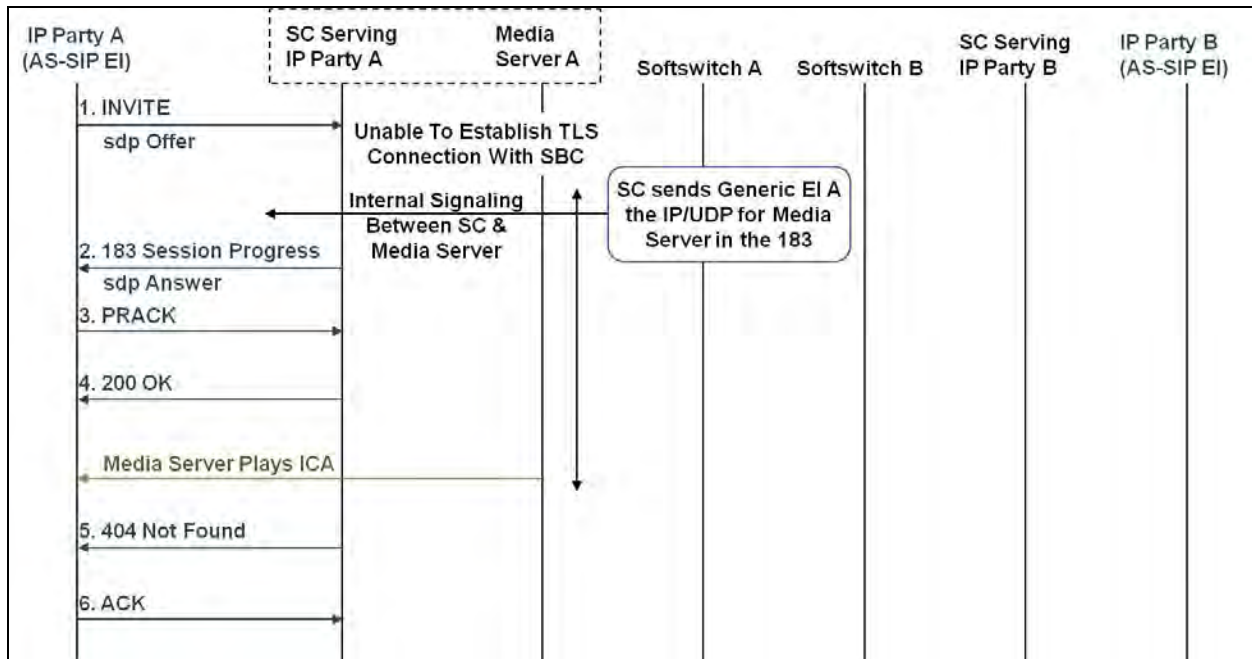 IP Party A
(AS-SIP EI)
SC Serving
IP Party A
Media
Server A
Softswitch A
Softswitch B
SC Serving
IP Party B
IP Party B
(AS-SIP EI)
1. INVITE
sdp Offer
Unable To Establish TLS
Connection With SBC
Internal Signaling
Between SC &
Media Server
SC sends Generic EI A
the IP/UDP for Media
Server in the 183
2. 183 Session Progress
sdp Answer
3. PRACK
4. 200 OK
Media Server Plays ICA
5. 404 Not Found
6. ACK